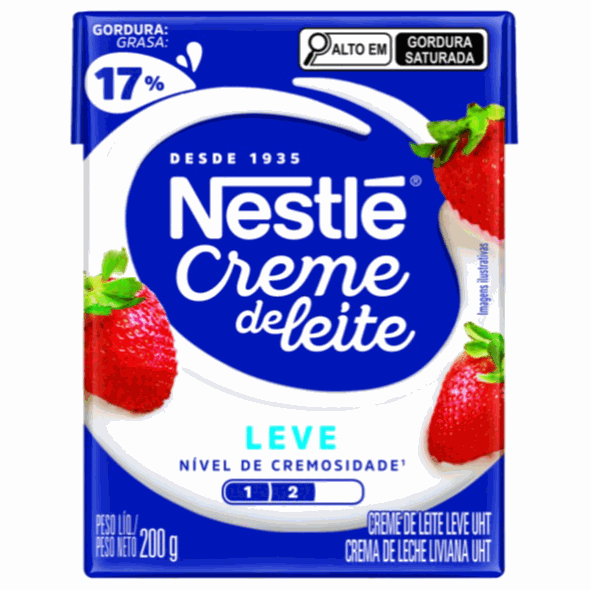 GORDURA:
GRASA:
17%
ALTO EM
GORDURA
SATURADA
DESDE 1935
Nestlé®
Creme
de leite
Imagens ilustrativas
LEVE
NÍVEL DE CREMOSIDADE¹
1 2
PESO LÍQ./
PESO NETO 200 g
CREME DE LEITE LEVE UHT
CREMA DE LECHE LIVIANA UHT